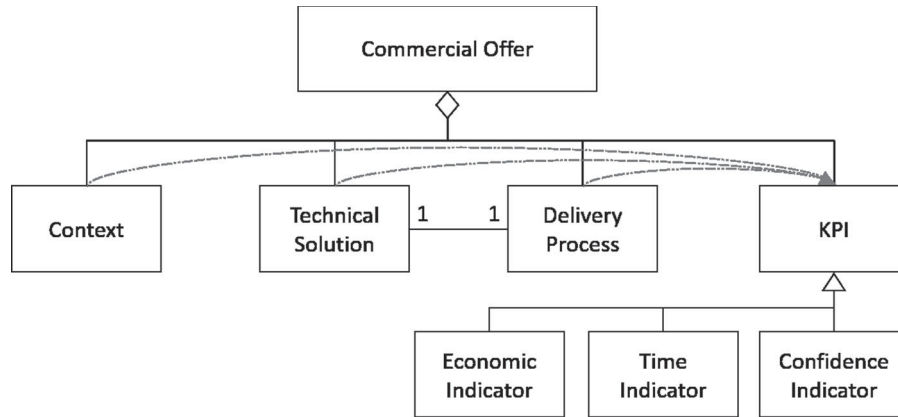 Commercial Offer
Context
Technical
Solution
1
1
Delivery
Process
KPI
Economic
Indicator
Time
Indicator
Confidence
Indicator